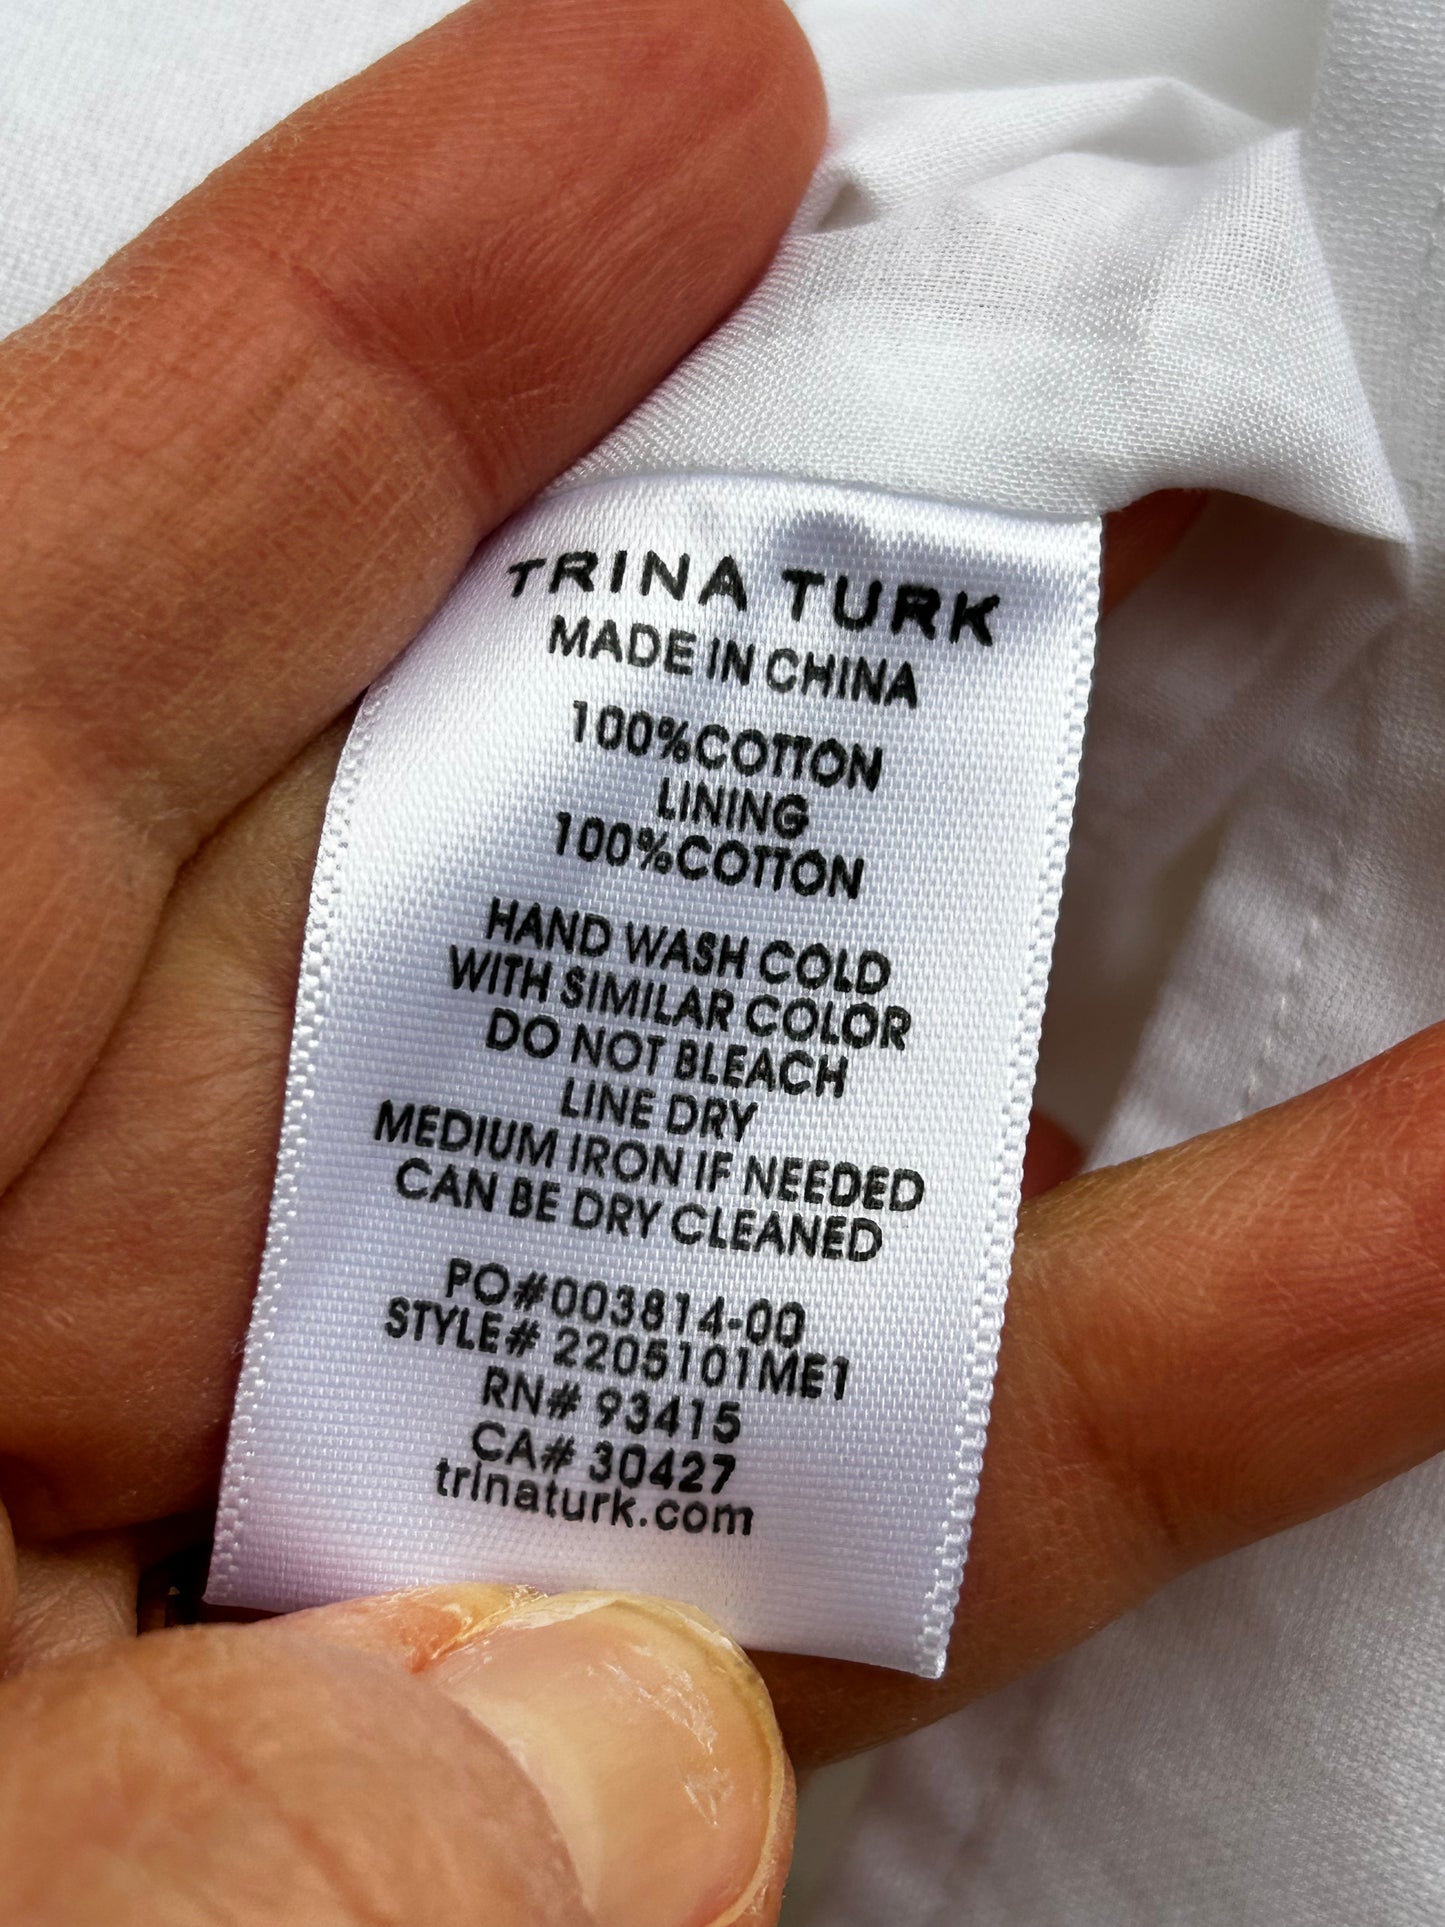 TRINA TURK
MADE IN CHINA
100%COTTON
LINING
100%COTTON
HAND WASH COLD
WITH SIMILAR COLOR
DO NOT BLEACH
LINE DRY
MEDIUM IRON IF NEEDED
CAN BE DRY CLEANED
PO#003814-00
STYLE# 2205101ME1
RN# 93415
CA# 30427
trinaturk.com